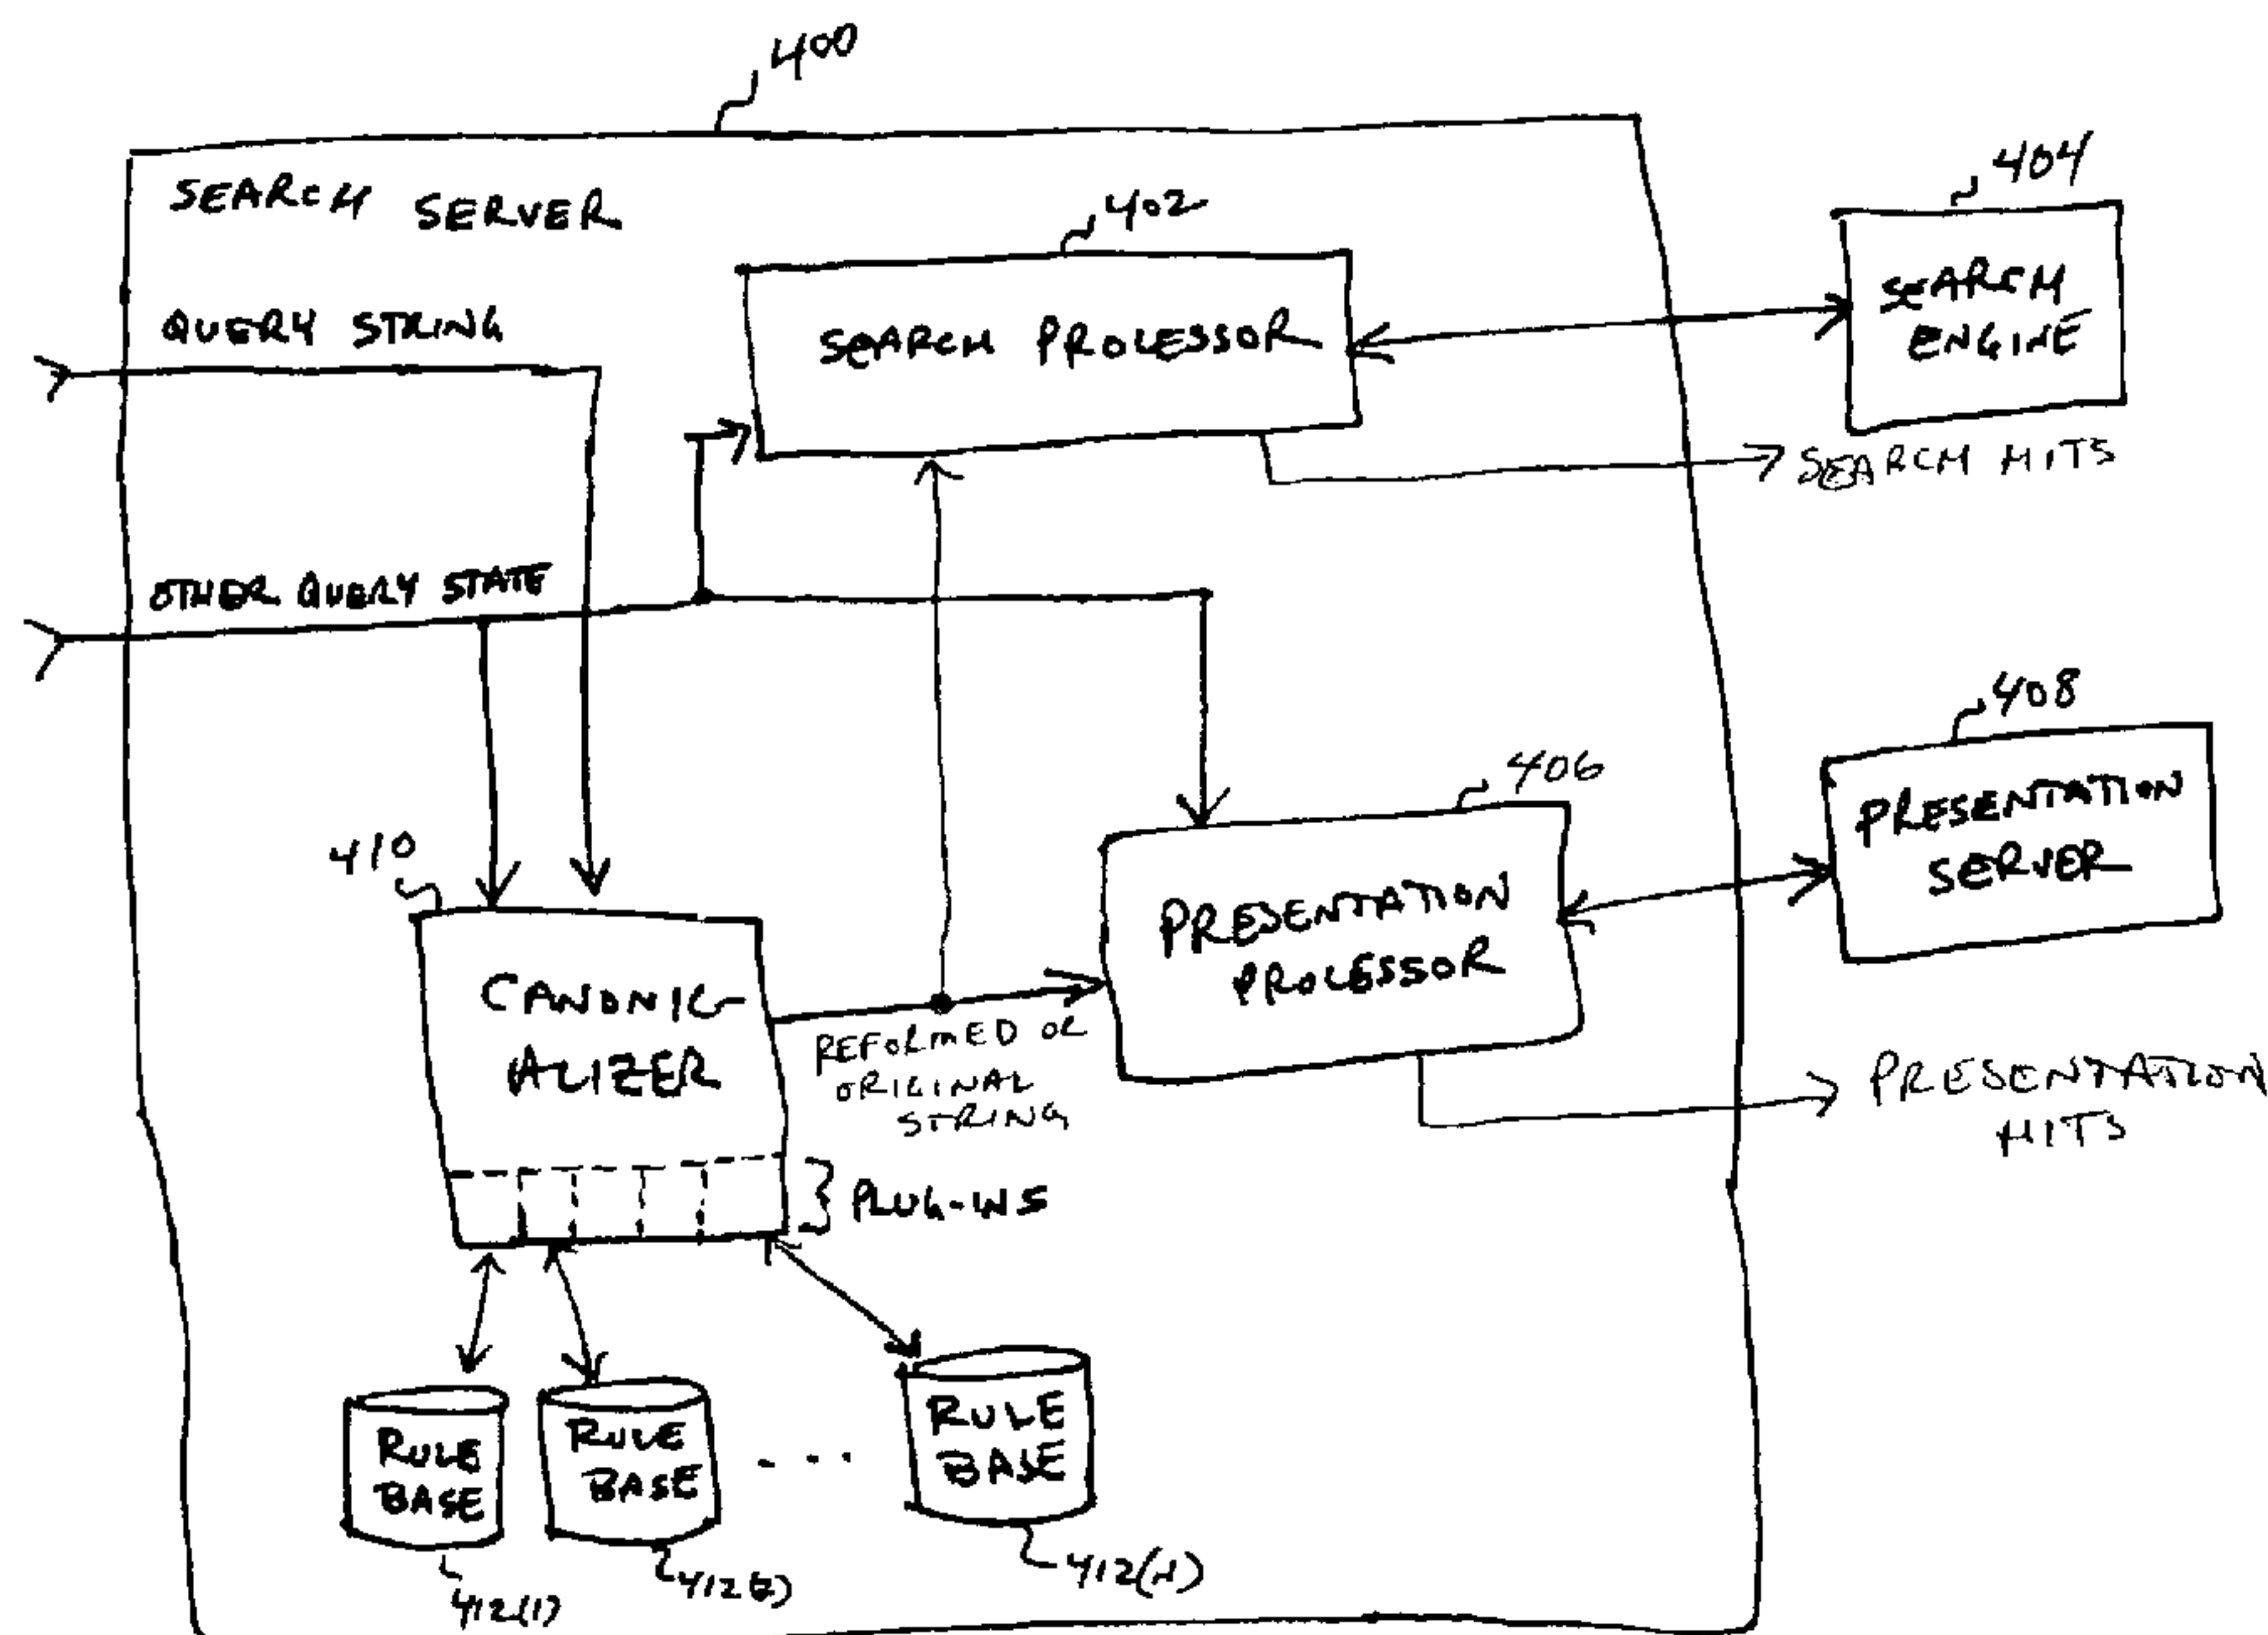 400
SEARCH SERVER
404
402
SEARCH ENGINE
QUERY STRING
SEARCH PROCESSOR
SEARCH HITS
OTHER QUERY STATE
408
406
PRESENTATION SERVER
410
PRESENTATION PROCESSOR
CANONIC-
ALIZER
REFORMED OR
ORIGINAL
STRING
PRESENTATION
HITS
PLUG-INS
RULE
BASE
RULE
BASE
. . .
RULE
BASE
412(1)
412(2)
412(N)